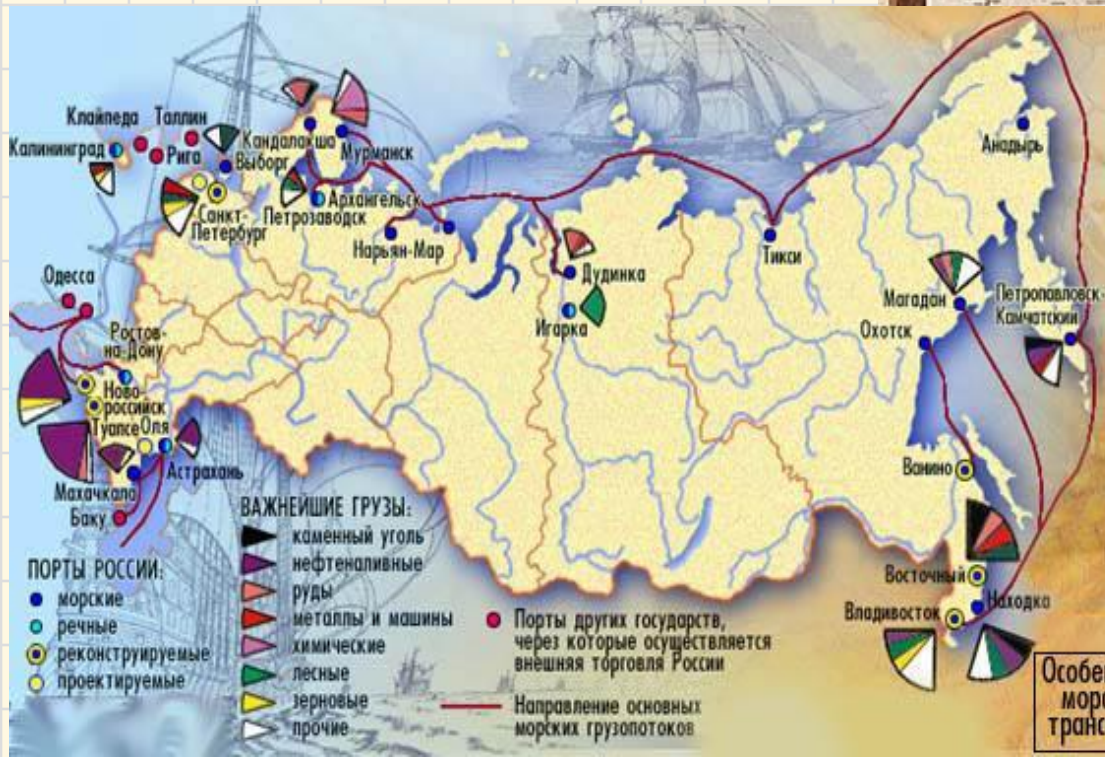 Клайпеда
Таллин
Калининград
Рига
Выборг
Кандалакша
Мурманск
Санкт-
Петербург
Петрозаводск
Архангельск
Нарьян-Мар
Дудинка
Игарка
Тикси
Анадырь
Магадан
Охотск
Петропавловск-
Камчатский
Одесса
Ростов-
на-Дону
Ново-
российск
Туапсе
Оля
Астрахань
Махачкала
Баку
Ванино
Восточный
Владивосток
Находка
ПОРТЫ РОССИИ:
морские
речные
реконструируемые
проектируемые
ВАЖНЕЙШИЕ ГРУЗЫ:
каменный уголь
нефтеналивные
руды
металлы и машины
химические
лесные
зерновые
прочие
Порты других государств,
через которые осуществляется
внешняя торговля России
Направление основных
морских грузопотоков